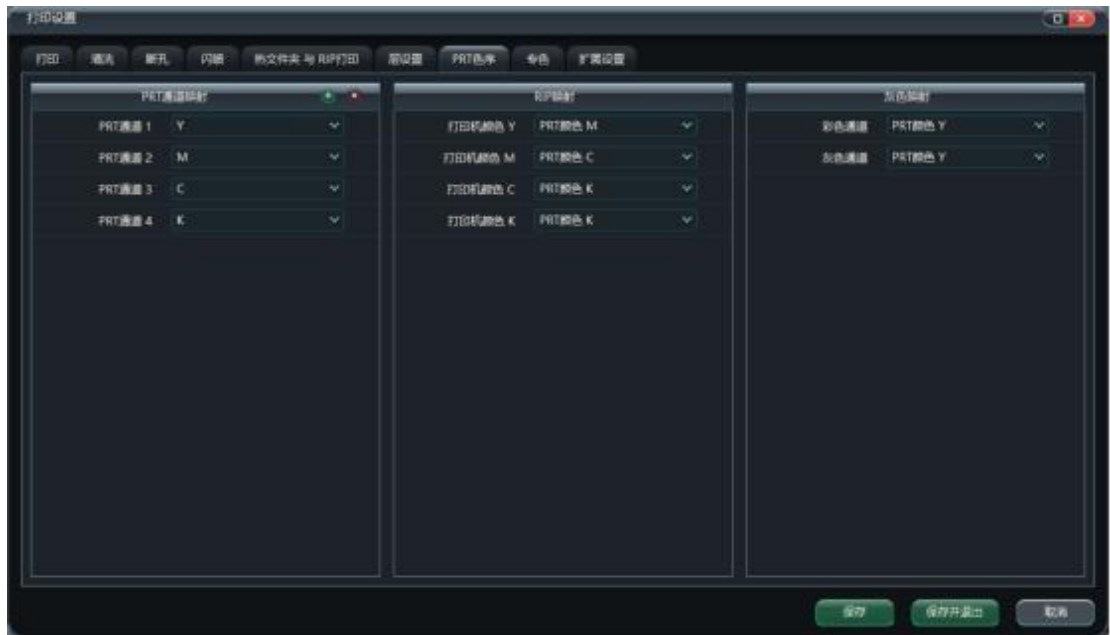 打印设置
打印 清洗 断孔 闪喷 热文件夹 与 RIP打印 层设置 PRT色序 专色 扩展设置
PRT通道映射 RIP映射 灰色映射
PRT通道 1 Y 打印机颜色 Y PRT颜色 M 彩色通道 PRT颜色 Y
PRT通道 2 M 打印机颜色 M PRT颜色 C 灰色通道 PRT颜色 Y
PRT通道 3 C 打印机颜色 C PRT颜色 K
PRT通道 4 K 打印机颜色 K PRT颜色 K
保存 保存并退出 取消